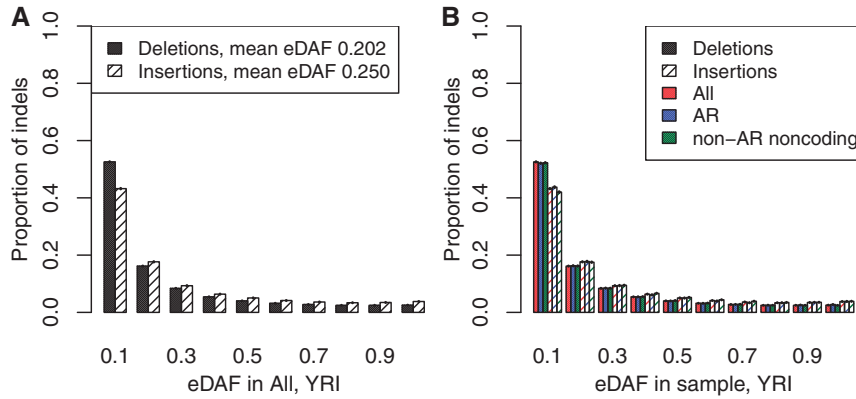 A
Deletions, mean eDAF 0.202
Insertions, mean eDAF 0.250
Proportion of indels
1.0
0.8
0.6
0.4
0.2
0.0
0.1 0.3 0.5 0.7 0.9
eDAF in All, YRI
B
Deletions
Insertions
All
AR
non−AR noncoding
Proportion of indels
1.0
0.8
0.6
0.4
0.2
0.0
0.1 0.3 0.5 0.7 0.9
eDAF in sample, YRI